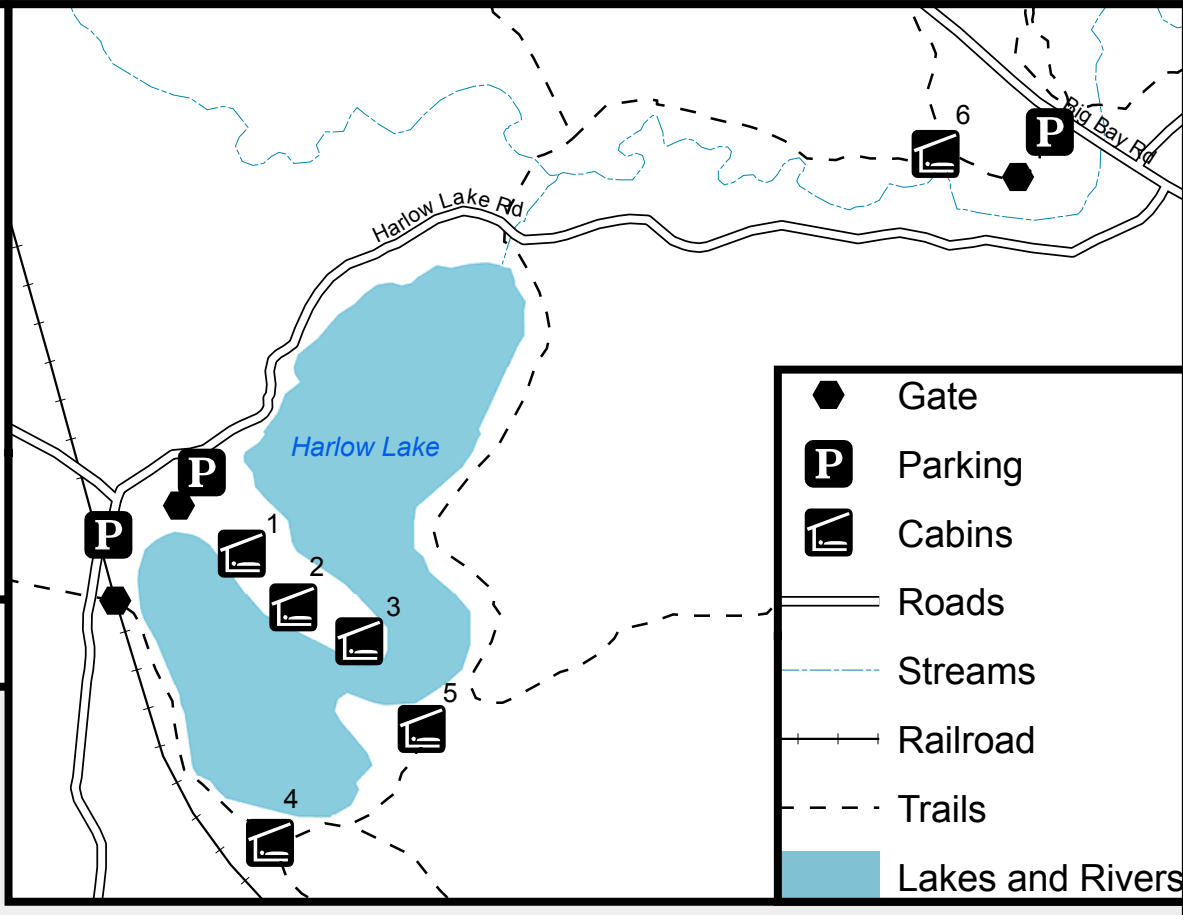 6
P
Big Bay Rd
Harlow Lake Rd
Harlow Lake
P
P
1
2
3
5
4
Gate
P Parking
Cabins
Roads
Streams
Railroad
Trails
Lakes and Rivers